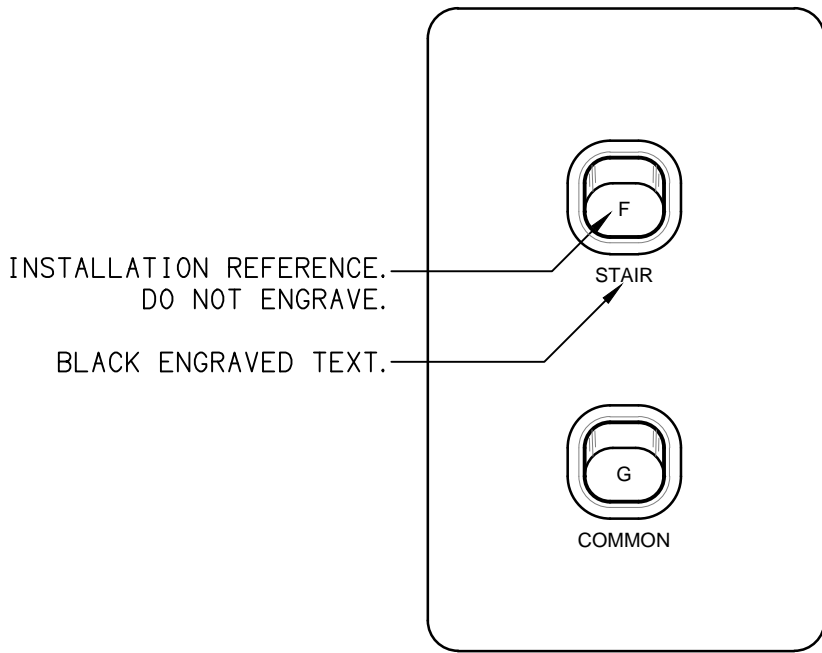 F
INSTALLATION REFERENCE.
DO NOT ENGRAVE.
STAIR
BLACK ENGRAVED TEXT.
G
COMMON